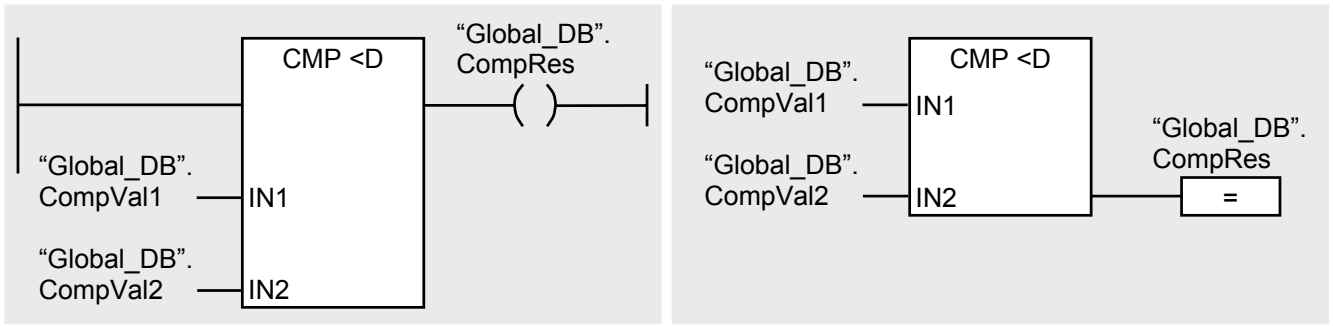 “Global_DB”.
CompRes
CMP <D
“Global_DB”.
CompVal1
IN1
“Global_DB”.
CompVal2
IN2
CMP <D
“Global_DB”.
CompVal1
IN1
“Global_DB”.
CompVal2
IN2
“Global_DB”.
CompRes
=